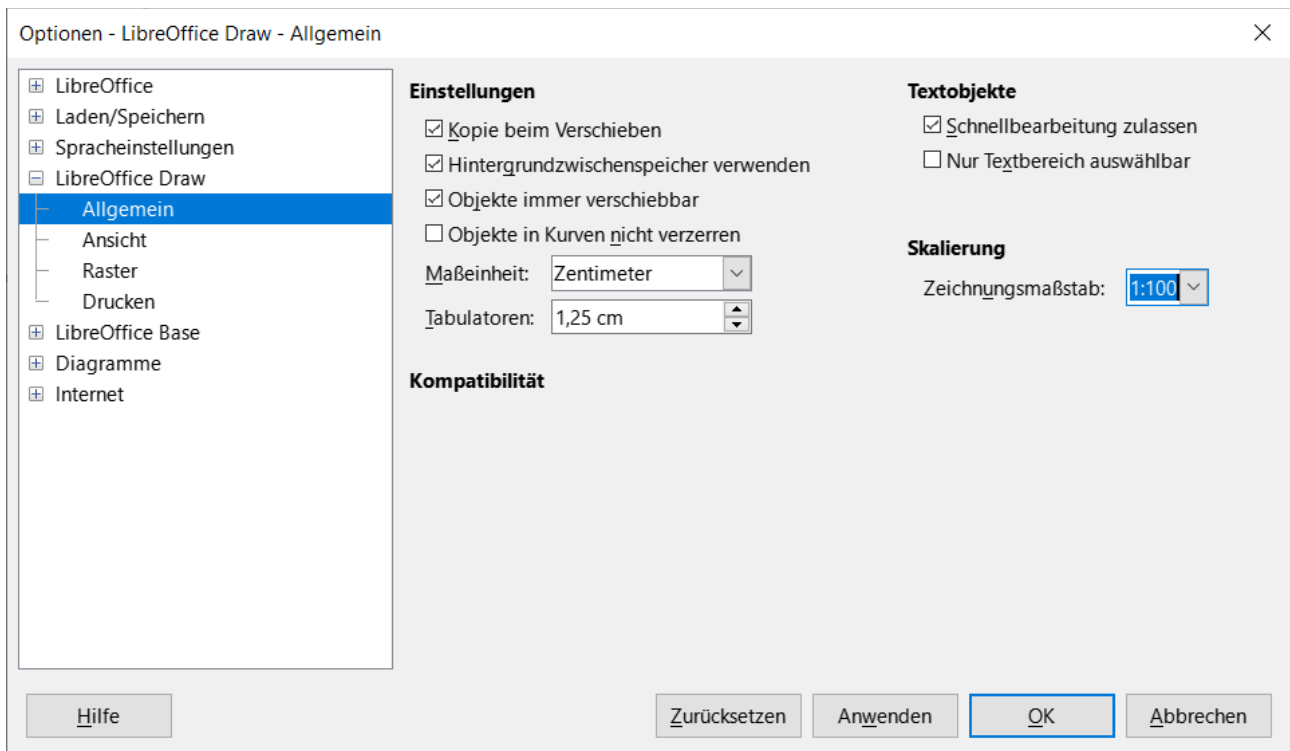 Optionen - LibreOffice Draw - Allgemein
LibreOffice
Laden/Speichern
Spracheinstellungen
LibreOffice Draw
Allgemein
Ansicht
Raster
Drucken
LibreOffice Base
Diagramme
Internet
Einstellungen
Kopie beim Verschieben
Hintergrundzwischenspeicher verwenden
Objekte immer verschiebbar
Objekte in Kurven nicht verzerren
Maßeinheit: Zentimeter
Tabulatoren: 1,25 cm
Kompatibilität
Textobjekte
Schnellbearbeitung zulassen
Nur Textbereich auswählbar
Skalierung
Zeichnungsmaßstab: 1:100
Hilfe Zurücksetzen Anwenden OK Abbrechen